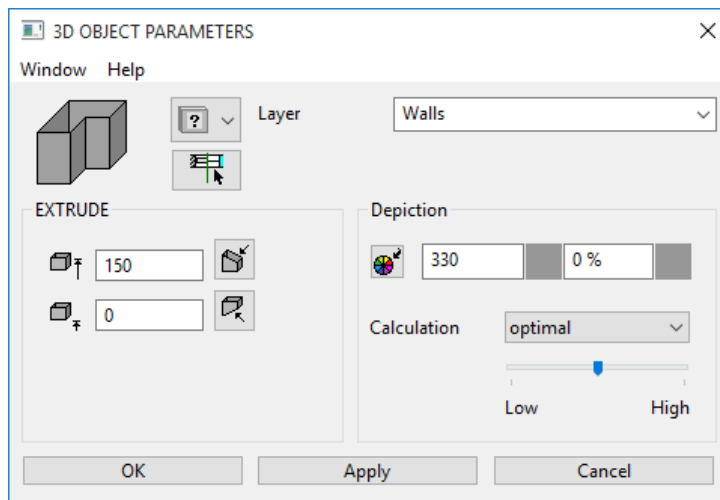 3D OBJECT PARAMETERS
Window Help
? Layer Walls
EXTRUDE
150
0
Depiction
330 0 %
Calculation optimal
Low High
OK Apply Cancel